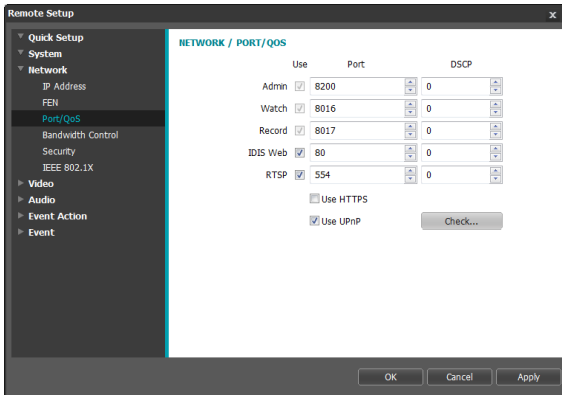 Remote Setup x
Quick Setup
System
Network
IP Address
FEN
Port/QoS
Bandwidth Control
Security
IEEE 802.1X
Video
Audio
Event Action
Event
NETWORK / PORT/QOS
Use Port DSCP
Admin 8200 0
Watch 8016 0
Record 8017 0
IDIS Web 80 0
RTSP 554 0
Use HTTPS
Use UPnP Check...
OK Cancel Apply